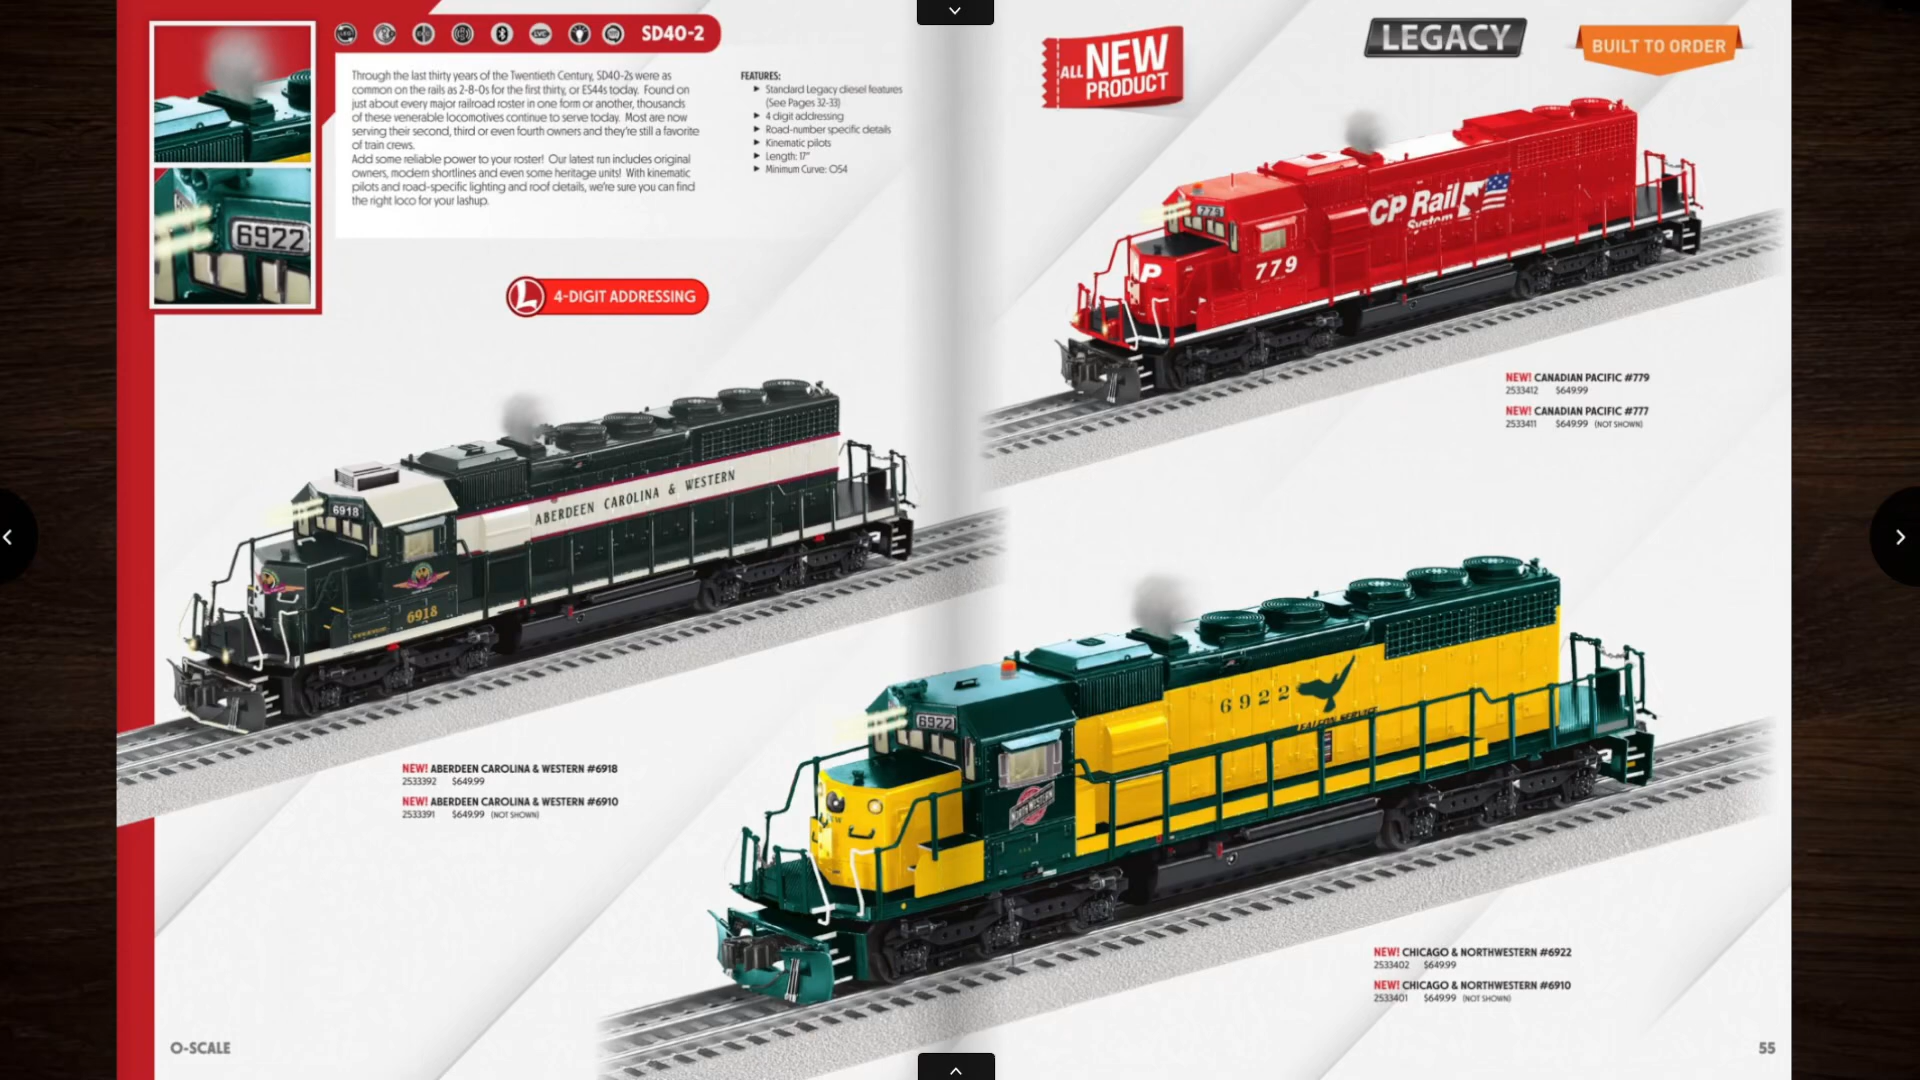 SD40-2
Through the last thirty years of the Twentieth Century, SD40-2s were as
common on the rails as 2-8-0s for the first thirty, or ES44s today. Found on
just about every major railroad roster in one form or another, thousands
of these venerable locomotives continue to serve today. Most are now
serving their second, third or even fourth owners and they're still a favorite
of train crews.
Add some reliable power to your roster! Our latest run includes original
owners, modern shortlines and even some heritage units! With kinematic
pilots and road-specific lighting and roof details, we're sure you can find
the right loco for your lashup.
FEATURES:
► Standard Legacy diesel features
(See Pages 32-33)
► 4 digit addressing
► Road-number specific details
► Kinematic pilots
► Length: 17"
► Minimum Curve: O54
6922
L 4-DIGIT ADDRESSING
ALL NEW
PRODUCT
LEGACY
BUILT TO ORDER
779
CP Rail
System
P
779
NEW! CANADIAN PACIFIC #779
2533412 $649.99
NEW! CANADIAN PACIFIC #777
2533411 $649.99 (NOT SHOWN)
6918
ABERDEEN CAROLINA & WESTERN
6918
NEW! ABERDEEN CAROLINA & WESTERN #6918
2533392 $649.99
NEW! ABERDEEN CAROLINA & WESTERN #6910
2533391 $649.99 (NOT SHOWN)
6922
6922
FALCON SERVICE
NORTH WESTERN
NEW! CHICAGO & NORTHWESTERN #6922
2533402 $649.99
NEW! CHICAGO & NORTHWESTERN #6910
2533401 $649.99 (NOT SHOWN)
O-SCALE
55